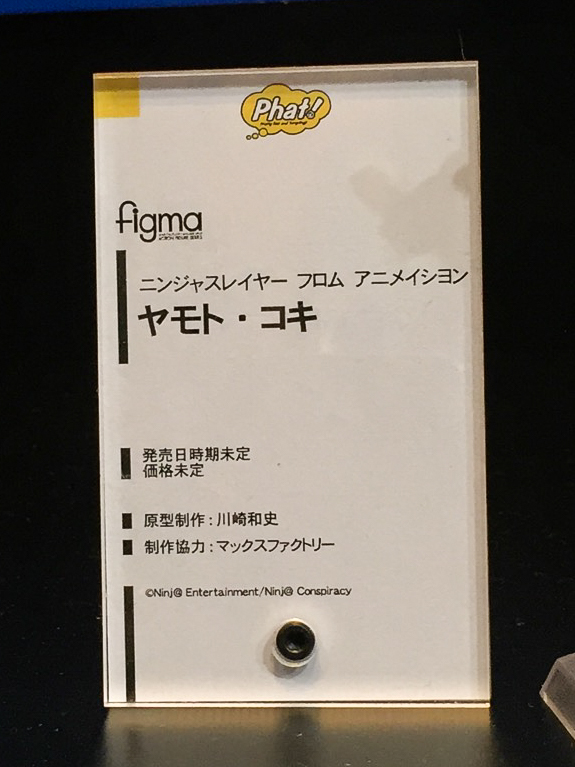 Phat!
figma
ニンジャスレイヤー フロム アニメイシヨン
ヤモト・コキ
発売日時期未定
価格未定
原型制作：川崎和史
制作協力：マックスファクトリー
©Ninj@ Entertainment/Ninj@ Conspiracy